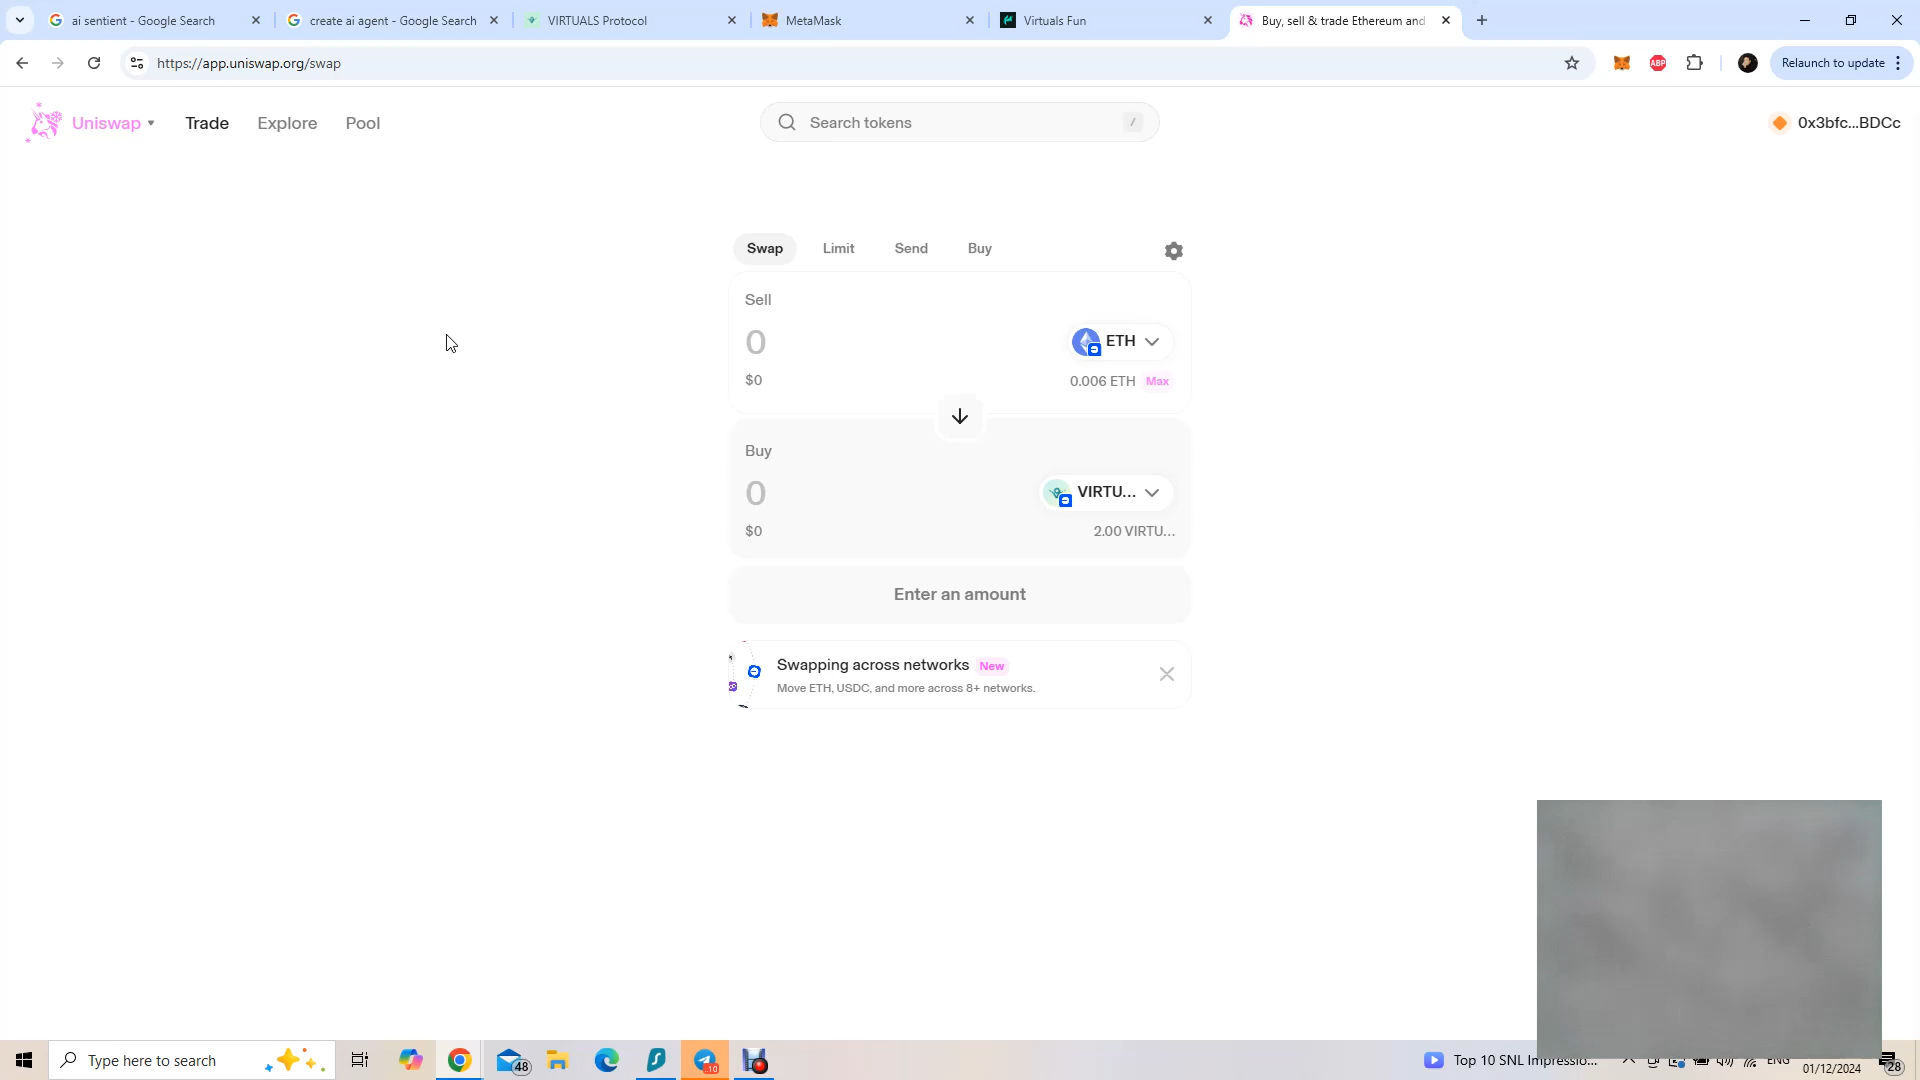 ai sentient - Google Search
create ai agent - Google Search
VIRTUALS Protocol
MetaMask
Virtuals Fun
Buy, sell & trade Ethereum and
https://app.uniswap.org/swap
ABP
Relaunch to update
Uniswap
Trade
Explore
Pool
Search tokens
/
0x3bfc...BDCc
Swap
Limit
Send
Buy
Sell
0
ETH
$0
0.006 ETH
Max
Buy
0
VIRTU...
$0
2.00 VIRTU...
Enter an amount
Swapping across networks
New
Move ETH, USDC, and more across 8+ networks.
Type here to search
48
10
Top 10 SNL Impressio...
ENG
01/12/2024
28